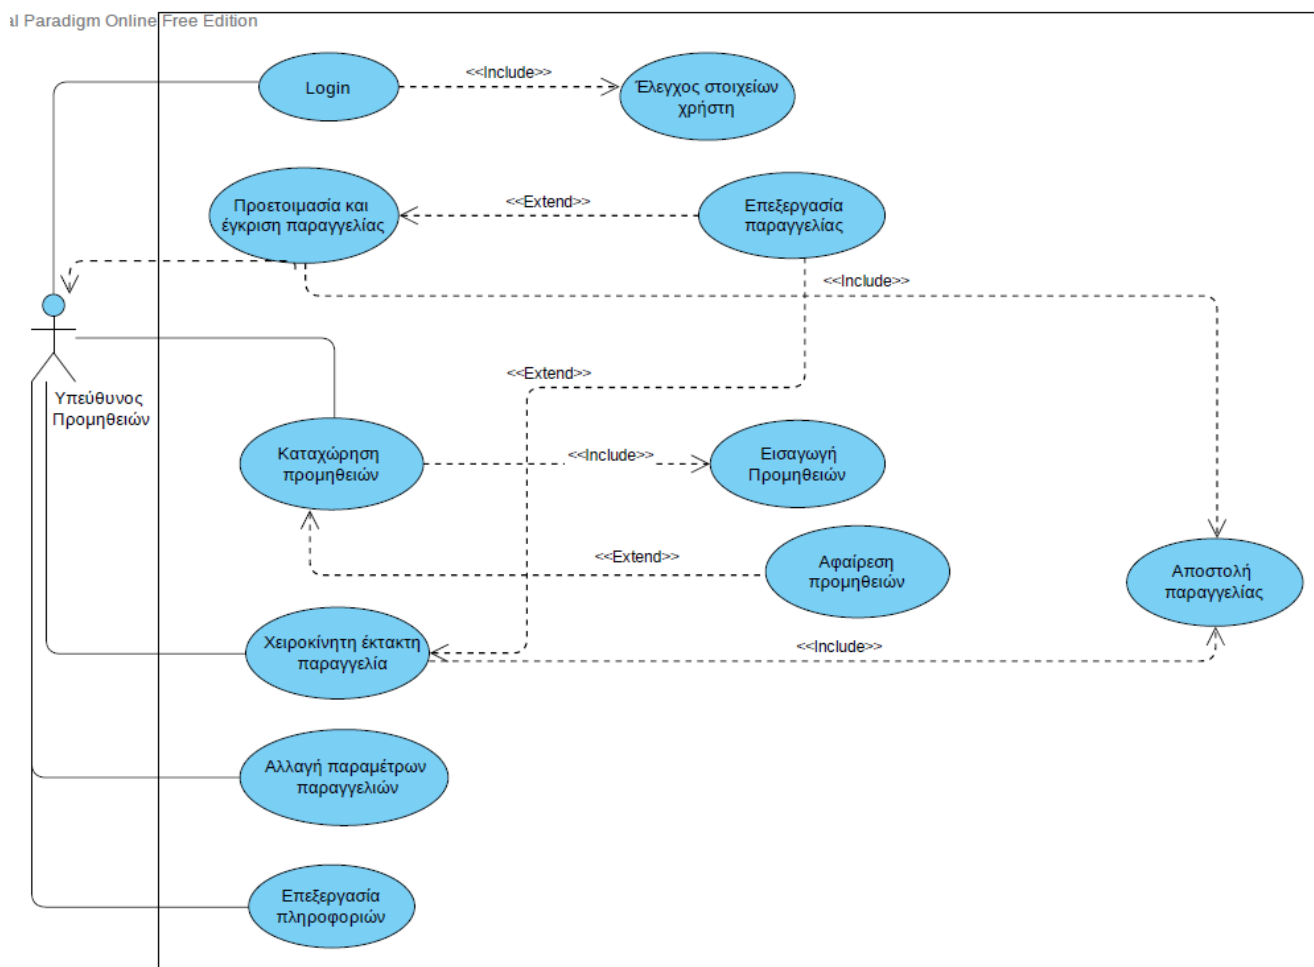 al Paradigm Online Free Edition
Login
<<Include>>
Έλεγχος στοιχείων
χρήστη
Προετοιμασία και
έγκριση παραγγελίας
<<Extend>>
Επεξεργασία
παραγγελίας
<<Include>>
<<Extend>>
Υπεύθυνος
Προμηθειών
Καταχώρηση
προμηθειών
<<Include>>
Εισαγωγή
Προμηθειών
<<Extend>>
Αφαίρεση
προμηθειών
Αποστολή
παραγγελίας
Χειροκίνητη έκτακτη
παραγγελία
<<Include>>
Αλλαγή παραμέτρων
παραγγελιών
Επεξεργασία
πληροφοριών